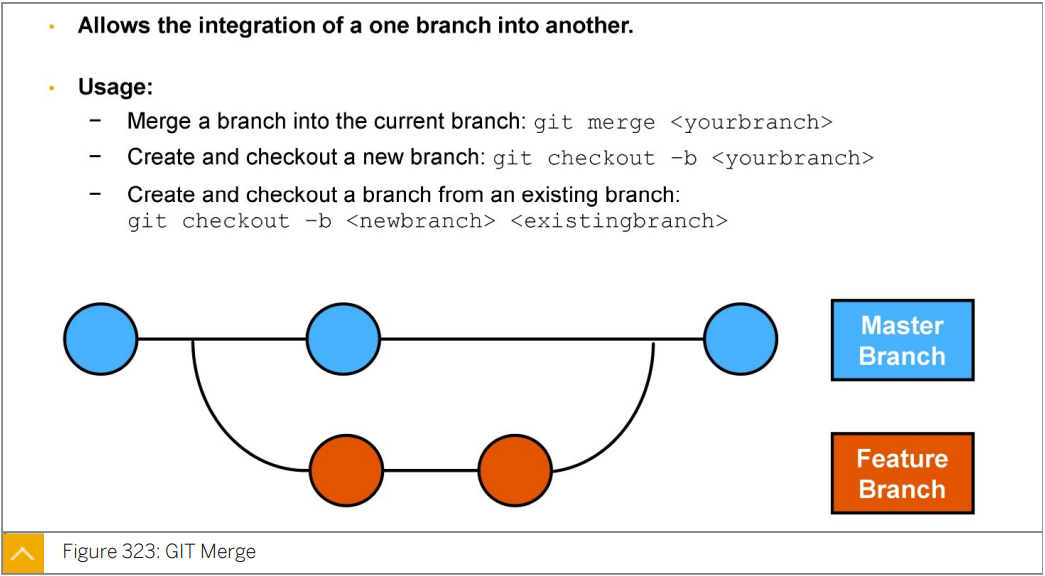 • Allows the integration of a one branch into another.
• Usage:
– Merge a branch into the current branch: git merge <yourbranch>
– Create and checkout a new branch: git checkout –b <yourbranch>
– Create and checkout a branch from an existing branch:
git checkout –b <newbranch> <existingbranch>
Master
Branch
Feature
Branch
Figure 323: GIT Merge